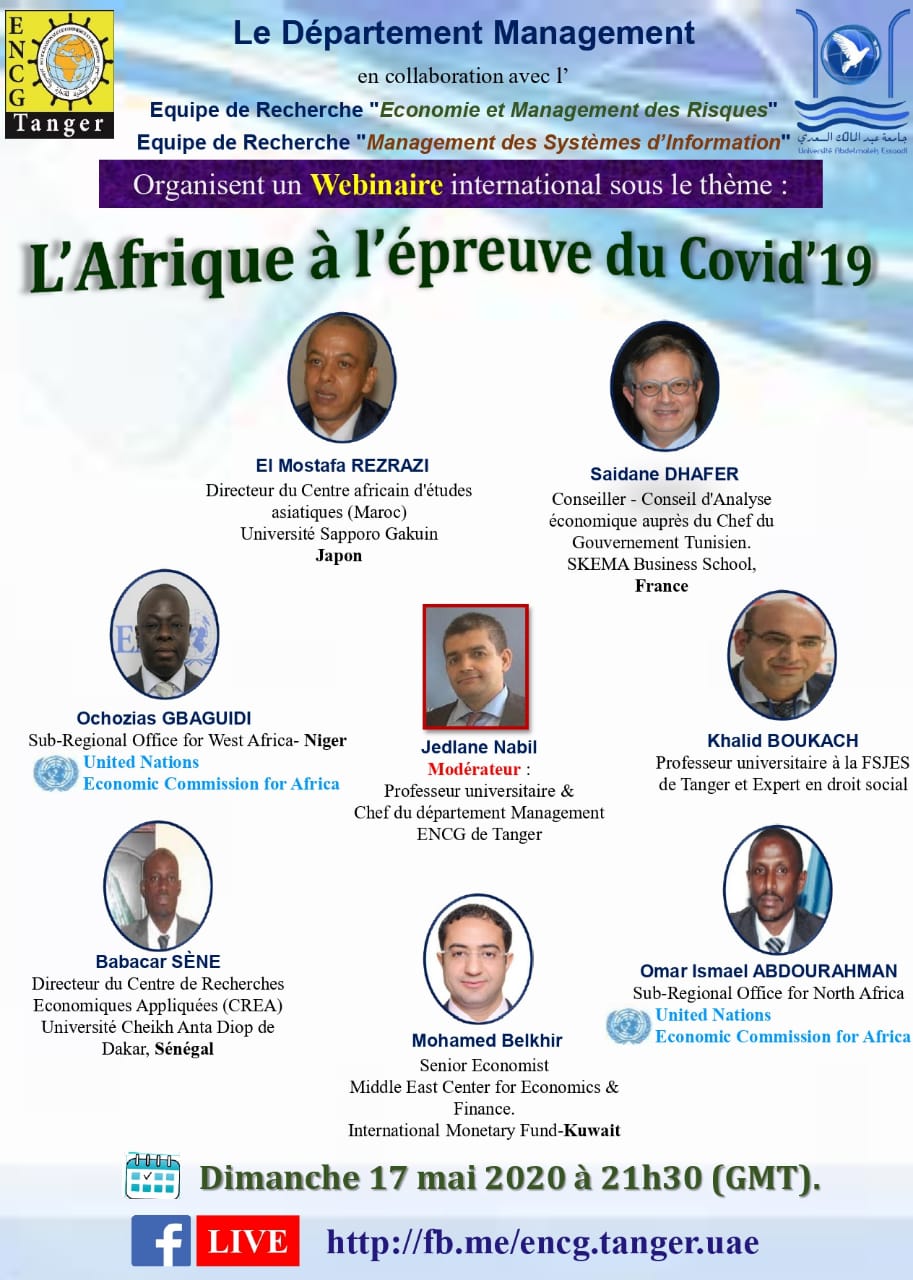 ENCG
Tanger
Le Département Management
en collaboration avec l’
Equipe de Recherche "Economie et Management des Risques"
Equipe de Recherche "Management des Systèmes d’Information"
جامعة عبد المالك السعدي
Université Abdelmalek Essaadi
Organisent un Webinaire international sous le thème :
L’Afrique à l’épreuve du Covid’19
El Mostafa REZRAZI
Directeur du Centre africain d'études
asiatiques (Maroc)
Université Sapporo Gakuin
Japon
Saidane DHAFER
Conseiller - Conseil d'Analyse
économique auprès du Chef du
Gouvernement Tunisien.
SKEMA Business School,
France
Ochozias GBAGUIDI
Sub-Regional Office for West Africa- Niger
United Nations
Economic Commission for Africa
Jedlane Nabil
Modérateur :
Professeur universitaire &
Chef du département Management
ENCG de Tanger
Khalid BOUKACH
Professeur universitaire à la FSJES
de Tanger et Expert en droit social
Babacar SÈNE
Directeur du Centre de Recherches
Economiques Appliquées (CREA)
Université Cheikh Anta Diop de
Dakar, Sénégal
Mohamed Belkhir
Senior Economist
Middle East Center for Economics &
Finance.
International Monetary Fund-Kuwait
Omar Ismael ABDOURAHMAN
Sub-Regional Office for North Africa
United Nations
Economic Commission for Africa
Dimanche 17 mai 2020 à 21h30 (GMT).
f LIVE http://fb.me/encg.tanger.uae